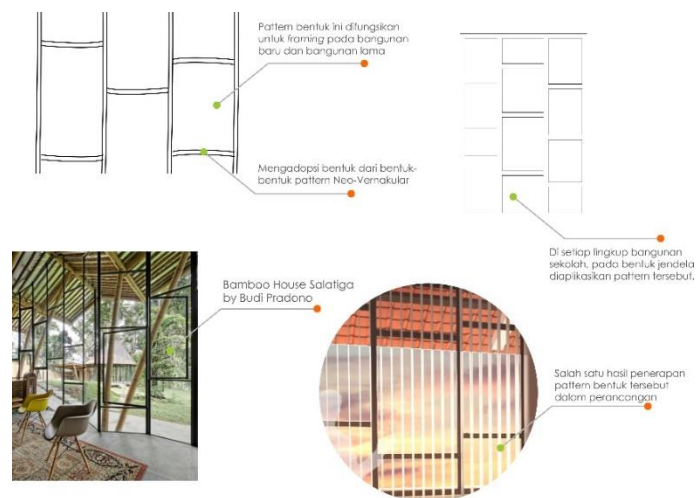 Pattern bentuk ini difungsikan
untuk framing pada bangunan
baru dan bangunan lama
Mengadopsi bentuk dari bentuk-
bentuk pattern Neo-Vernakular
Di setiap lingkup bangunan
sekolah, pada bentuk jendela
diaplikasikan pattern tersebut.
Bamboo House Salatiga
by Budi Pradono
Salah satu hasil penerapan
pattern bentuk tersebut
dalam perancangan